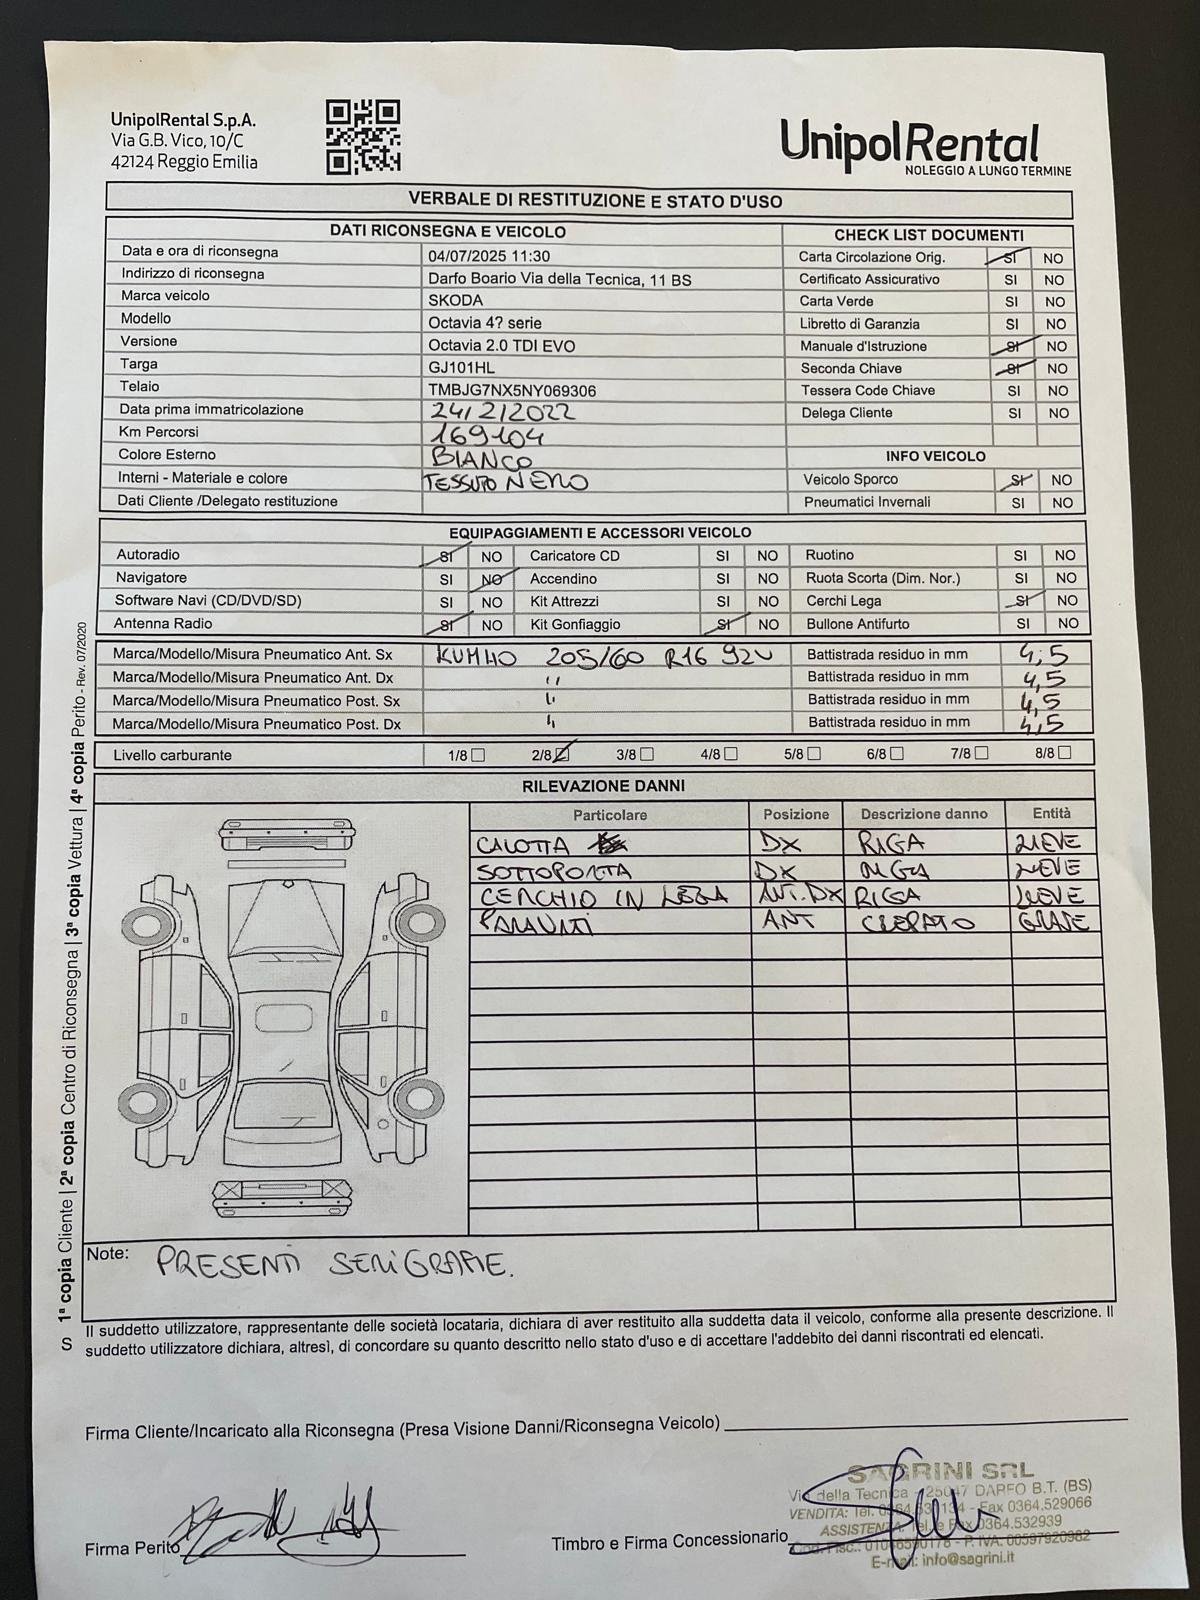 UnipolRental S.p.A.
Via G.B. Vico, 10/C
42124 Reggio Emilia
UnipolRental
NOLEGGIO A LUNGO TERMINE
VERBALE DI RESTITUZIONE E STATO D'USO
DATI RICONSEGNA E VEICOLO
Data e ora di riconsegna 04/07/2025 11:30
Indirizzo di riconsegna Darfo Boario Via della Tecnica, 11 BS
Marca veicolo SKODA
Modello Octavia 4? serie
Versione Octavia 2.0 TDI EVO
Targa GJ101HL
Telaio TMBJG7NX5NY069306
Data prima immatricolazione 24/2/2022
Km Percorsi 169104
Colore Esterno BIANCO
Interni - Materiale e colore TESSUTO NERO
Dati Cliente /Delegato restituzione
CHECK LIST DOCUMENTI
Carta Circolazione Orig. SI NO
Certificato Assicurativo SI NO
Carta Verde SI NO
Libretto di Garanzia SI NO
Manuale d'Istruzione SI NO
Seconda Chiave SI NO
Tessera Code Chiave SI NO
Delega Cliente SI NO
INFO VEICOLO
Veicolo Sporco SI NO
Pneumatici Invernali SI NO
EQUIPAGGIAMENTI E ACCESSORI VEICOLO
Autoradio SI NO Caricatore CD SI NO Ruotino SI NO
Navigatore SI NO Accendino SI NO Ruota Scorta (Dim. Nor.) SI NO
Software Navi (CD/DVD/SD) SI NO Kit Attrezzi SI NO Cerchi Lega SI NO
Antenna Radio SI NO Kit Gonfiaggio SI NO Bullone Antifurto SI NO
Marca/Modello/Misura Pneumatico Ant. Sx KUMHO 205/60 R16 92V Battistrada residuo in mm 4,5
Marca/Modello/Misura Pneumatico Ant. Dx " Battistrada residuo in mm 4,5
Marca/Modello/Misura Pneumatico Post. Sx " Battistrada residuo in mm 4,5
Marca/Modello/Misura Pneumatico Post. Dx " Battistrada residuo in mm 4,5
Livello carburante 1/8 2/8 3/8 4/8 5/8 6/8 7/8 8/8
RILEVAZIONE DANNI
Particolare Posizione Descrizione danno Entità
CALOTTA DX RIGA LIEVE
SOTTOPORTA DX RIGA LIEVE
CERCHIO IN LEGA ANT.DX RIGA LIEVE
PARAURTI ANT CREPATO GRAVE
Note: PRESENTI SERIGRAFIE.
Il suddetto utilizzatore, rappresentante delle società locataria, dichiara di aver restituito alla suddetta data il veicolo, conforme alla presente descrizione. Il
suddetto utilizzatore dichiara, altresì, di concordare su quanto descritto nello stato d'uso e di accettare l'addebito dei danni riscontrati ed elencati.
S 1ª copia Cliente | 2ª copia Centro di Riconsegna | 3ª copia Vettura | 4ª copia Perito - Rev. 07/2020
Firma Cliente/Incaricato alla Riconsegna (Presa Visione Danni/Riconsegna Veicolo)
Firma Perito
Timbro e Firma Concessionario
SAGRINI SRL
Via della Tecnica - 25047 DARFO B.T. (BS)
VENDITA: Tel. Fax 0364.529066
ASSISTENZA: Tel. e Fax 0364.532939
P. IVA: 00597920982
E-mail: info@sagrini.it